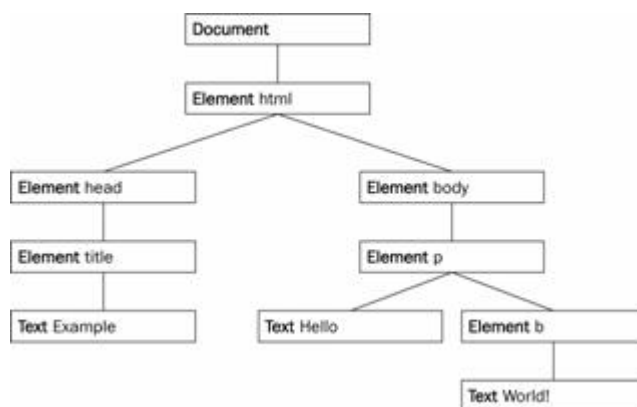 Document
Element html
Element head
Element body
Element title
Element p
Text Example
Text Hello
Element b
Text World!